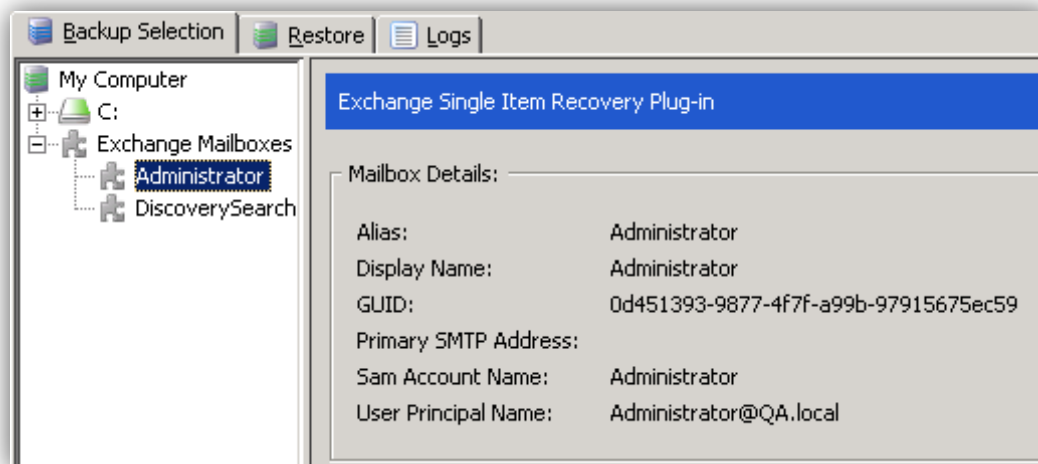 Backup Selection
Restore
Logs
My Computer
C:
Exchange Mailboxes
Administrator
DiscoverySearch
Exchange Single Item Recovery Plug-in
Mailbox Details:
Alias: Administrator
Display Name: Administrator
GUID: 0d451393-9877-4f7f-a99b-97915675ec59
Primary SMTP Address:
Sam Account Name: Administrator
User Principal Name: Administrator@QA.local